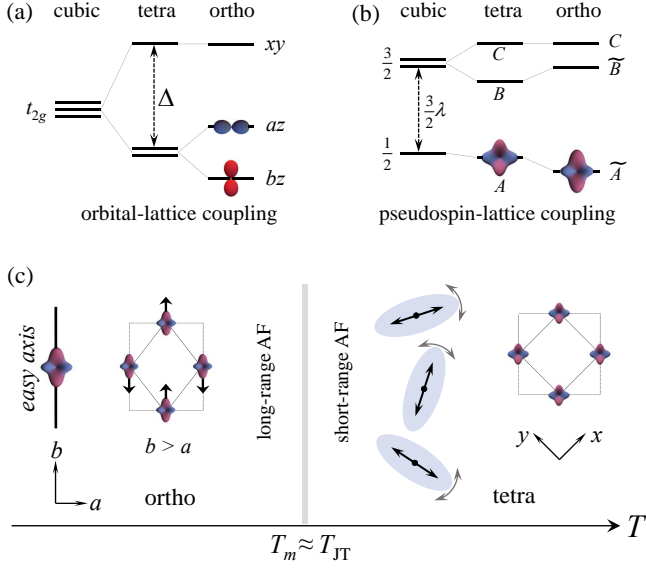 (a)
cubic tetra ortho
t2g
Δ
xy
az
bz
orbital-lattice coupling
(b)
cubic tetra ortho
3/2
3/2 λ
1/2
C
B
A
C
B̃
Ã
pseudospin-lattice coupling
(c)
easy axis
b
a
b > a
ortho
long-range AF
short-range AF
y x
tetra
T
Tm ≈ TJT